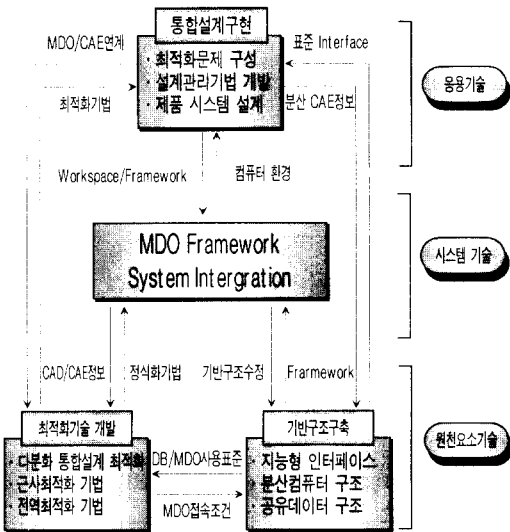 통합설계구현
MDO/CAE연계
표준 Interface
· 최적화문제 구성
· 설계관리기법 개발
· 제품 시스템 설계
최적화기법
분산 CAE정보
응용기술
Workspace/Framework
컴퓨터 환경
MDO Framework
System Intergration
시스템 기술
CAD/CAE정보
정식화기법
기반구조수정
Frarmework
최적화기술 개발
기반구조구축
원천요소기술
· 다분화 통합설계 최적화
· 근사최적화 기법
· 전역최적화 기법
DB/MDO사용표준
MDO접속조건
· 지능형 인터페이스
· 분산컴퓨터 구조
· 공유데이터 구조